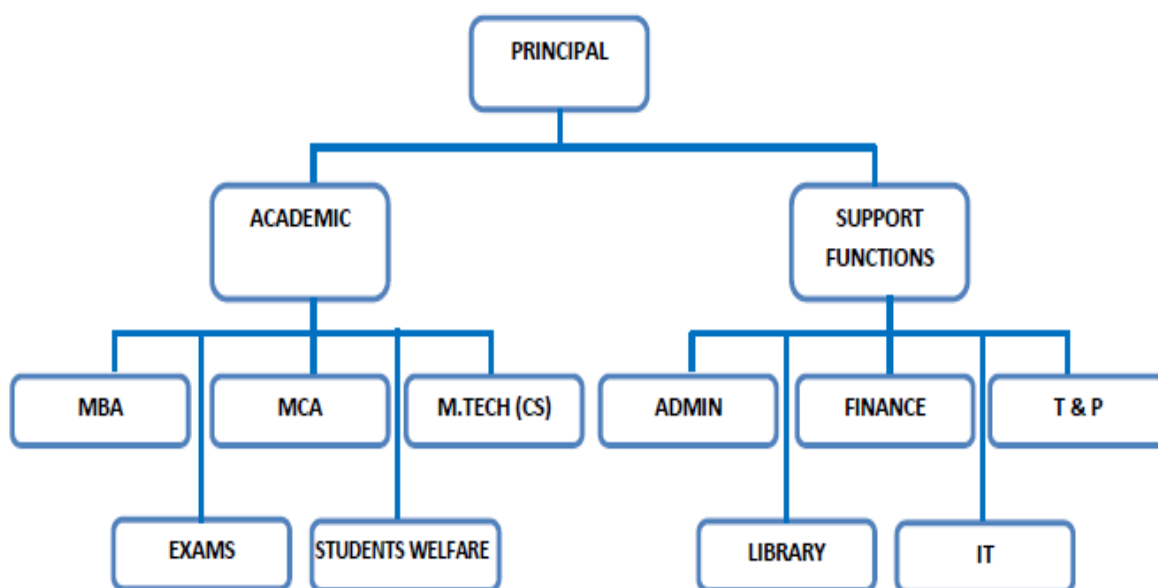 PRINCIPAL
ACADEMIC
SUPPORT
FUNCTIONS
MBA
MCA
M.TECH (CS)
ADMIN
FINANCE
T & P
EXAMS
STUDENTS WELFARE
LIBRARY
IT